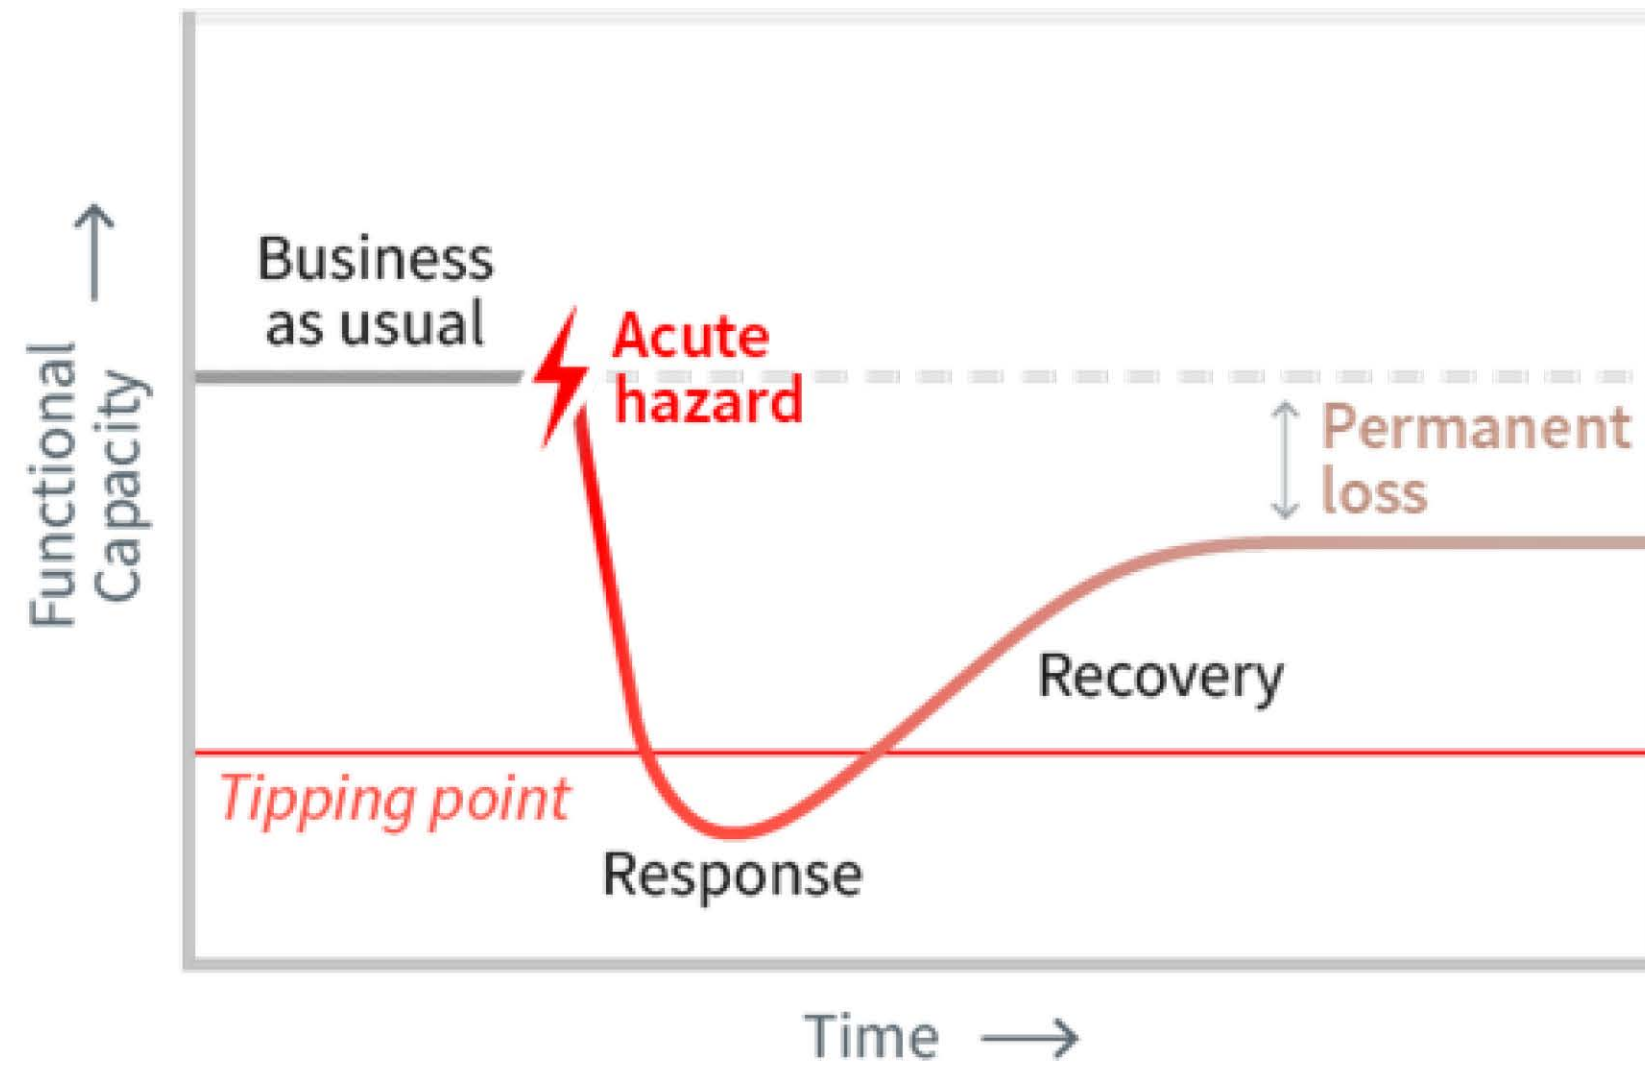 Functional
Capacity
Business
as usual
Acute
hazard
Permanent
loss
Recovery
Tipping point
Response
Time